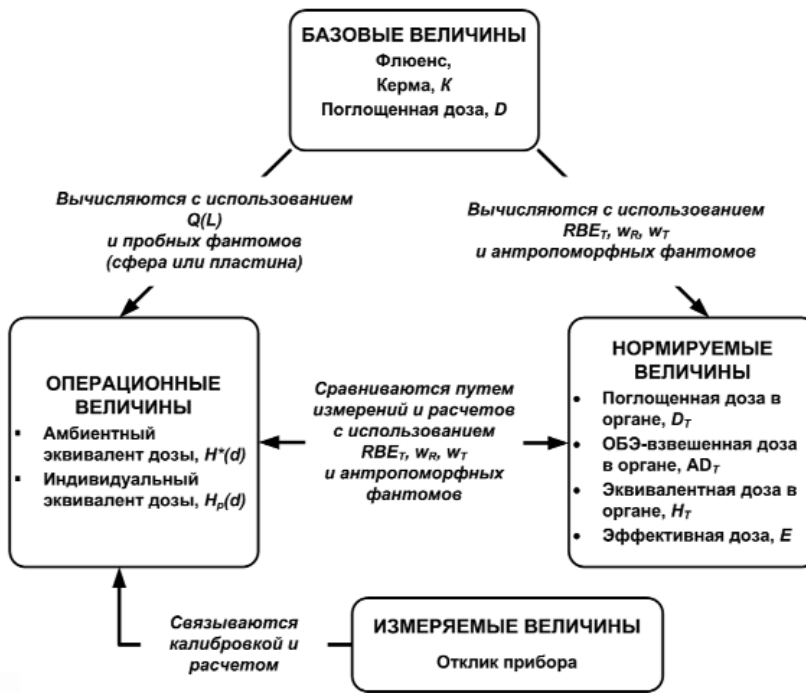 БАЗОВЫЕ ВЕЛИЧИНЫ
Флюенс,
Керма, K
Поглощенная доза, D
Вычисляются с использованием
Q(L)
и пробных фантомов
(сфера или пластина)
Вычисляются с использованием
RBE_T, w_R, w_T
и антропоморфных фантомов
ОПЕРАЦИОННЫЕ
ВЕЛИЧИНЫ
▪ Амбиентный
эквивалент дозы, H*(d)
▪ Индивидуальный
эквивалент дозы, H_p(d)
Сравниваются путем
измерений и расчетов
с использованием
RBE_T, w_R, w_T
и антропоморфных
фантомов
НОРМИРУЕМЫЕ
ВЕЛИЧИНЫ
• Поглощенная доза в
органе, D_T
• ОБЭ-взвешенная доза
в органе, AD_T
• Эквивалентная доза в
органе, H_T
• Эффективная доза, E
Связываются
калибровкой и
расчетом
ИЗМЕРЯЕМЫЕ ВЕЛИЧИНЫ
Отклик прибора